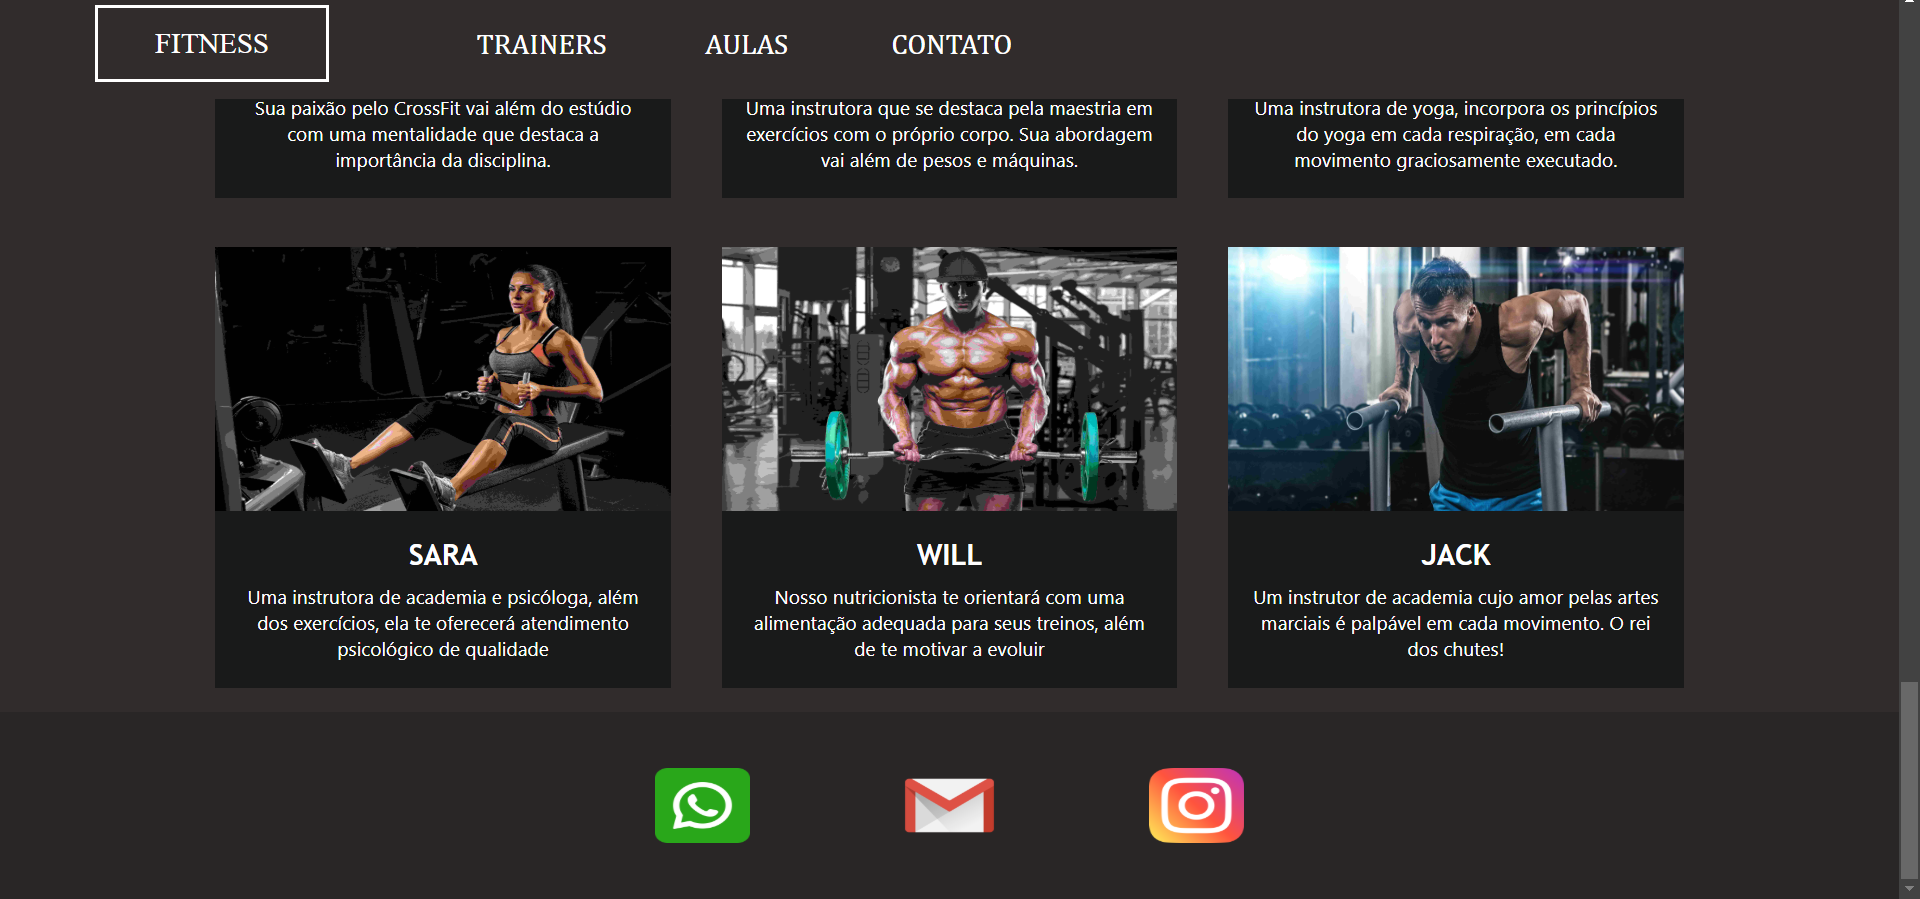 FITNESS
TRAINERS
AULAS
CONTATO
Sua paixão pelo CrossFit vai além do estúdio
com uma mentalidade que destaca a
importância da disciplina.
Uma instrutora que se destaca pela maestria em
exercícios com o próprio corpo. Sua abordagem
vai além de pesos e máquinas.
Uma instrutora de yoga, incorpora os princípios
do yoga em cada respiração, em cada
movimento graciosamente executado.
SARA
Uma instrutora de academia e psicóloga, além
dos exercícios, ela te oferecerá atendimento
psicológico de qualidade
WILL
Nosso nutricionista te orientará com uma
alimentação adequada para seus treinos, além
de te motivar a evoluir
JACK
Um instrutor de academia cujo amor pelas artes
marciais é palpável em cada movimento. O rei
dos chutes!